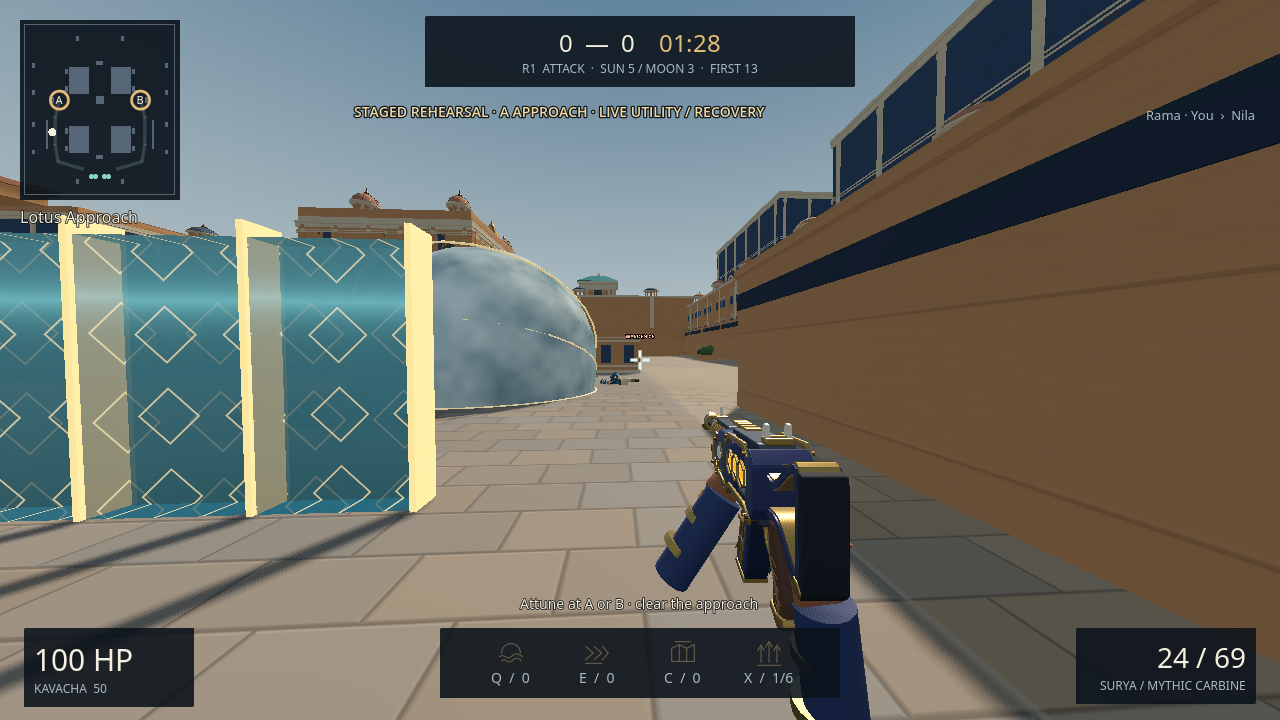 0 — 0 01:28
R1 ATTACK · SUN 5 / MOON 3 · FIRST 13
STAGED REHEARSAL · A APPROACH · LIVE UTILITY / RECOVERY
Rama · You › Nila
A
B
Lotus Approach
Attune at A or B · clear the approach
100 HP
KAVACHA 50
Q / 0
E / 0
C / 0
X / 1/6
24 / 69
SURYA / MYTHIC CARBINE